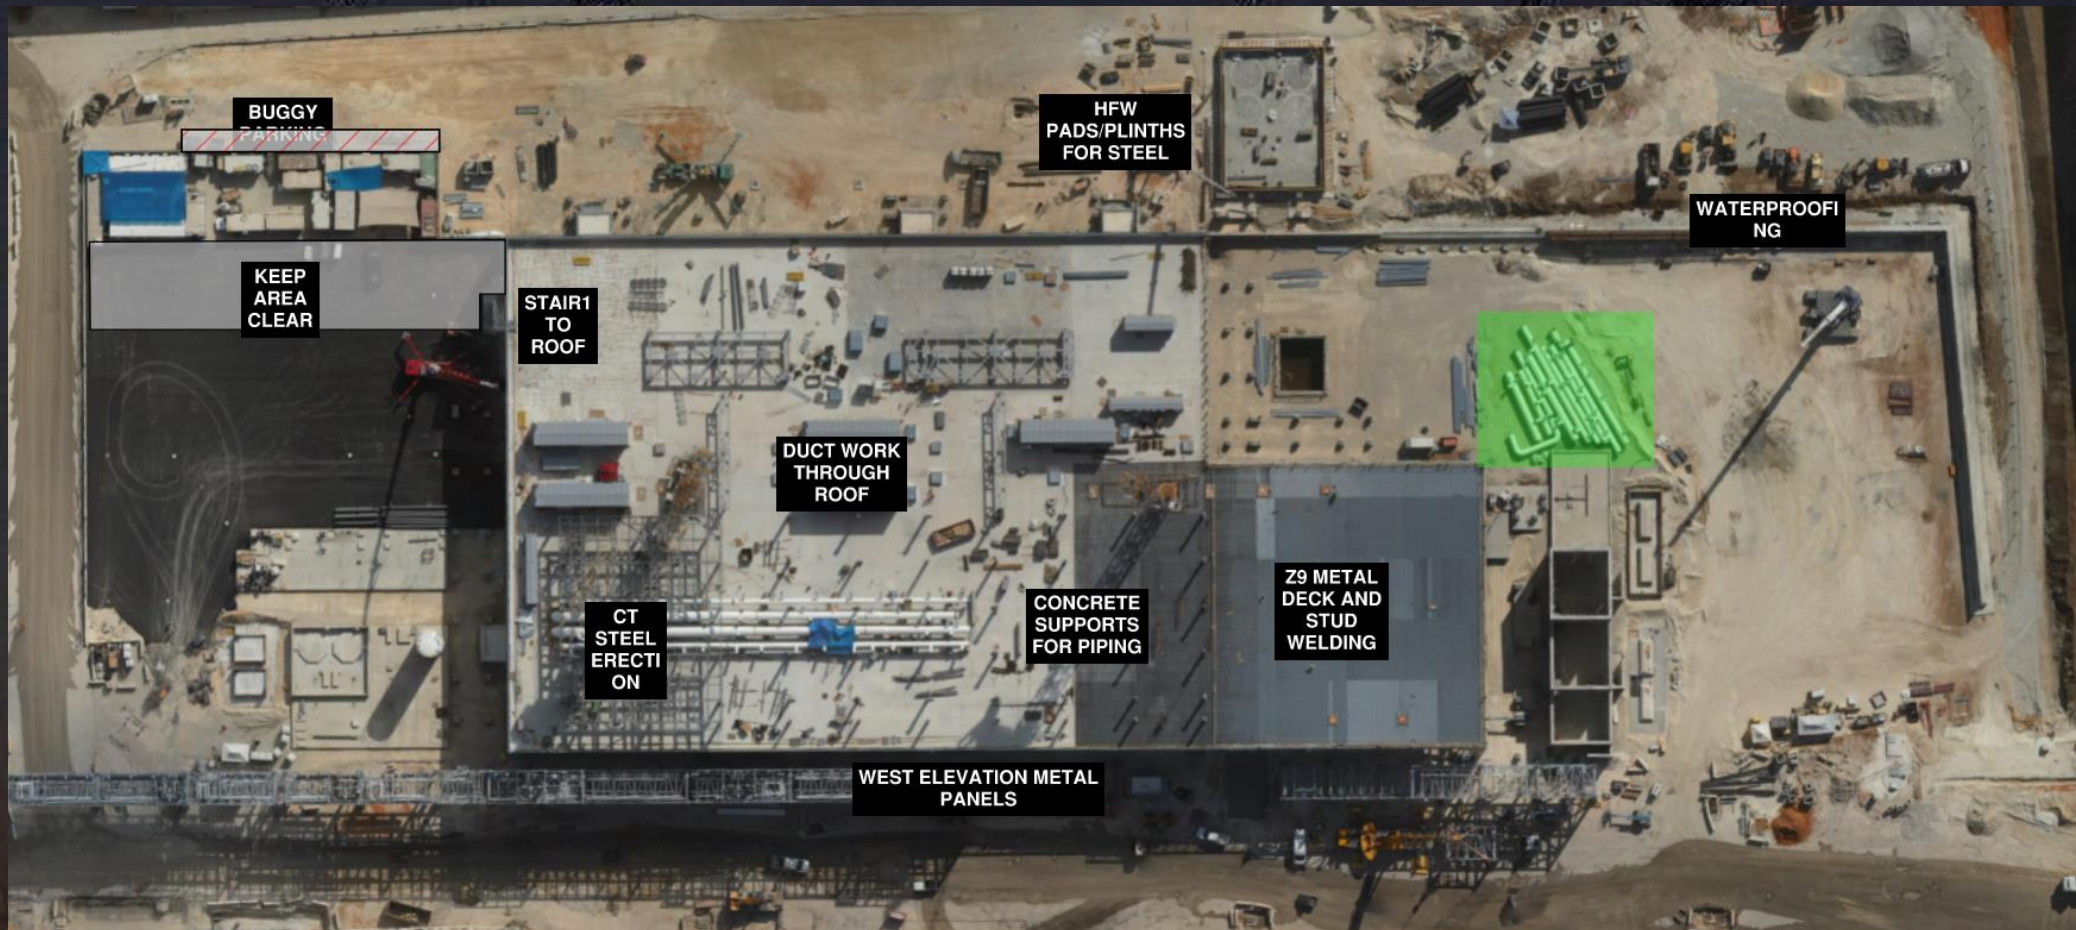 BUGGY
PARKING
HFW
PADS/PLINTHS
FOR STEEL
WATERPROOFI
NG
KEEP
AREA
CLEAR
STAIR1
TO
ROOF
DUCT WORK
THROUGH
ROOF
CT
STEEL
ERECTI
ON
CONCRETE
SUPPORTS
FOR PIPING
Z9 METAL
DECK AND
STUD
WELDING
WEST ELEVATION METAL
PANELS